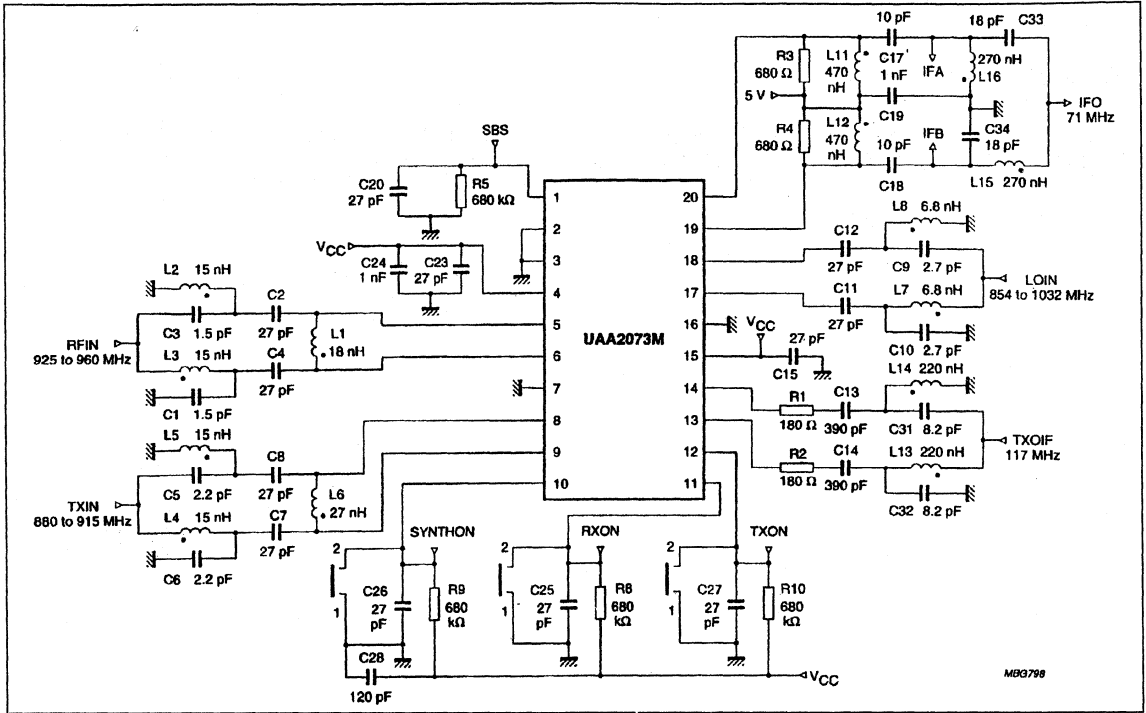 10 pF
18 pF C33
R3
680 Ω
L11
470
nH
C17
1 nF
IFA
270 nH
L16
5 V
C19
IFO
71 MHz
R4
680 Ω
L12
470
nH
10 pF
IFB
C34
18 pF
C18
L15 270 nH
SBS
C20
27 pF
R5
680 kΩ
1
2
3
4
5
6
7
8
9
10
20
19
18
17
16
15
14
13
12
11
UAA2073M
VCC
C24
1 nF
C23
27 pF
L8 6.8 nH
C12
27 pF
C9
2.7 pF
LOIN
854 to 1032 MHz
C11
27 pF
L7
6.8 nH
C10
2.7 pF
L2 15 nH
C2
27 pF
C3
1.5 pF
L1
18 nH
RFIN
925 to 960 MHz
L3
15 nH
C4
27 pF
C1
1.5 pF
VCC
27 pF
C15
L14 220 nH
R1
180 Ω
C13
390 pF
C31
8.2 pF
TXOIF
117 MHz
R2
180 Ω
C14
390 pF
L13 220 nH
C32
8.2 pF
L5
15 nH
C8
27 pF
C5
2.2 pF
L6
27 nH
TXIN
880 to 915 MHz
L4
15 nH
C7
27 pF
C6
2.2 pF
SYNTHON
RXON
TXON
2
1
C26
27
pF
R9
680
kΩ
2
1
C25
27
pF
R8
680
kΩ
2
1
C27
27
pF
R10
680
kΩ
C28
120 pF
VCC
MBG798